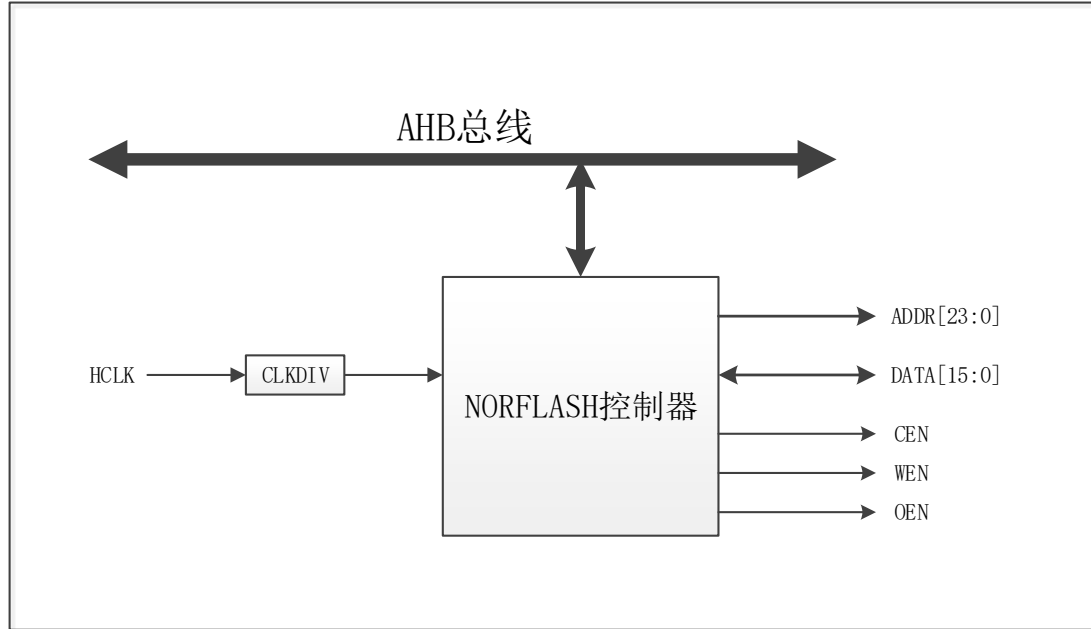 AHB总线
HCLK
CLKDIV
NORFLASH控制器
ADDR[23:0]
DATA[15:0]
CEN
WEN
OEN